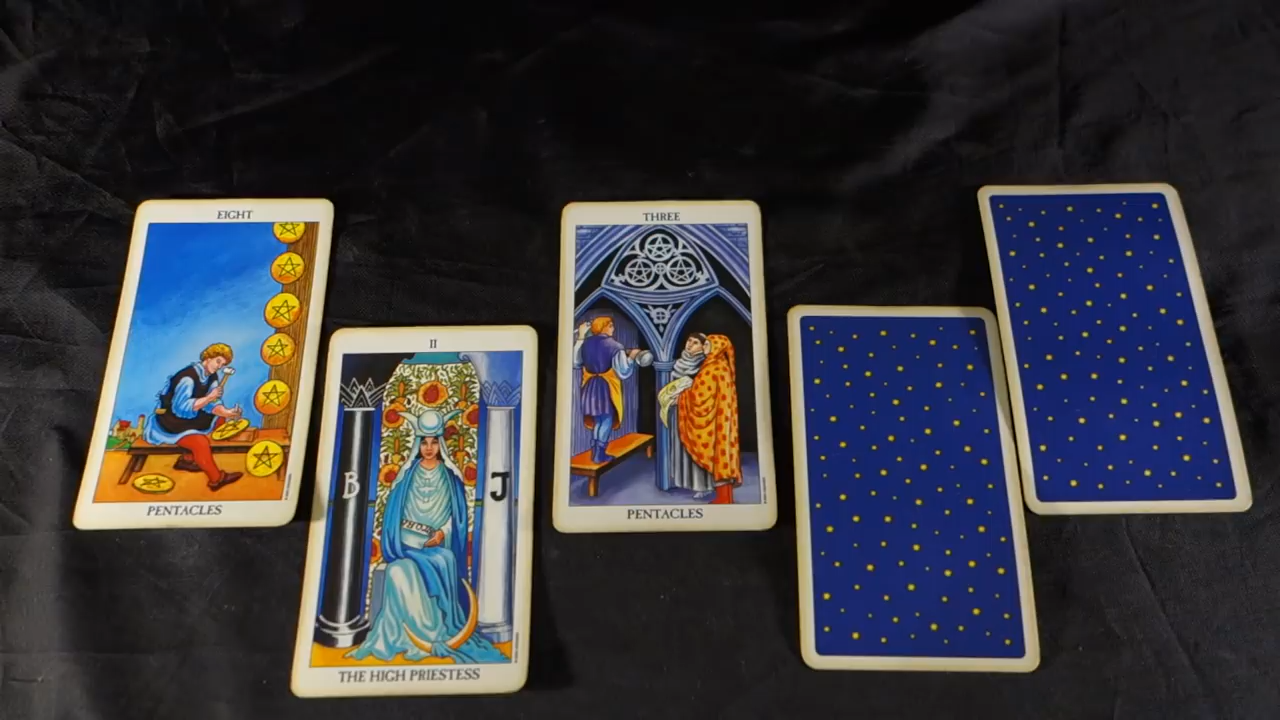 EIGHT
PENTACLES
II
B
J
THE HIGH PRIESTESS
THREE
PENTACLES